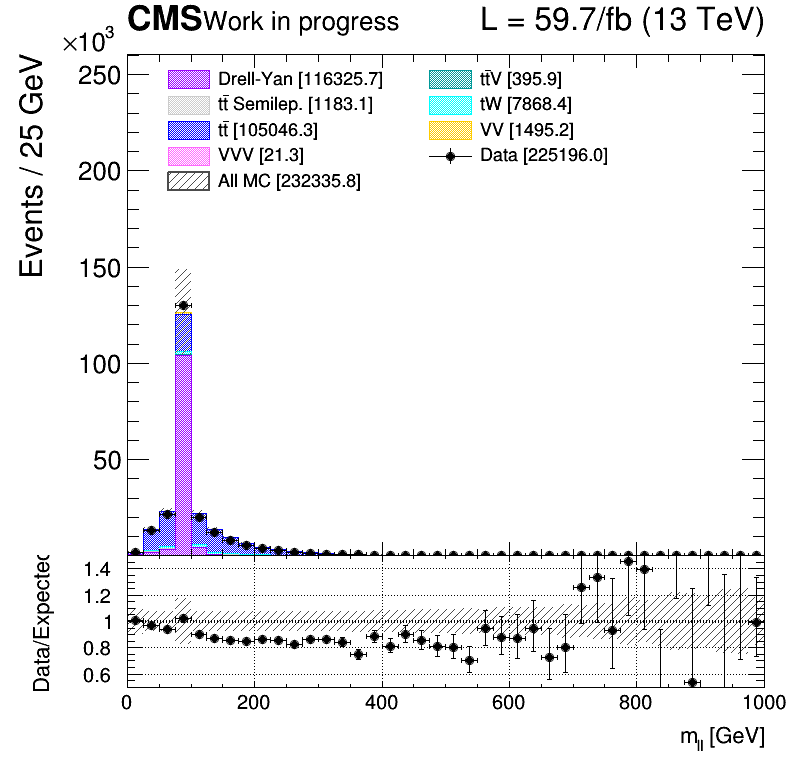 CMS Work in progress L = 59.7/fb (13 TeV)
×10³
Events / 25 GeV
250
200
150
100
50
Drell-Yan [116325.7]
tt̄ Semilep. [1183.1]
tt̄ [105046.3]
VVV [21.3]
All MC [232335.8]
tt̄V [395.9]
tW [7868.4]
VV [1495.2]
Data [225196.0]
Data/Expected
1.4
1.2
1
0.8
0.6
0 200 400 600 800 1000
m_ll [GeV]